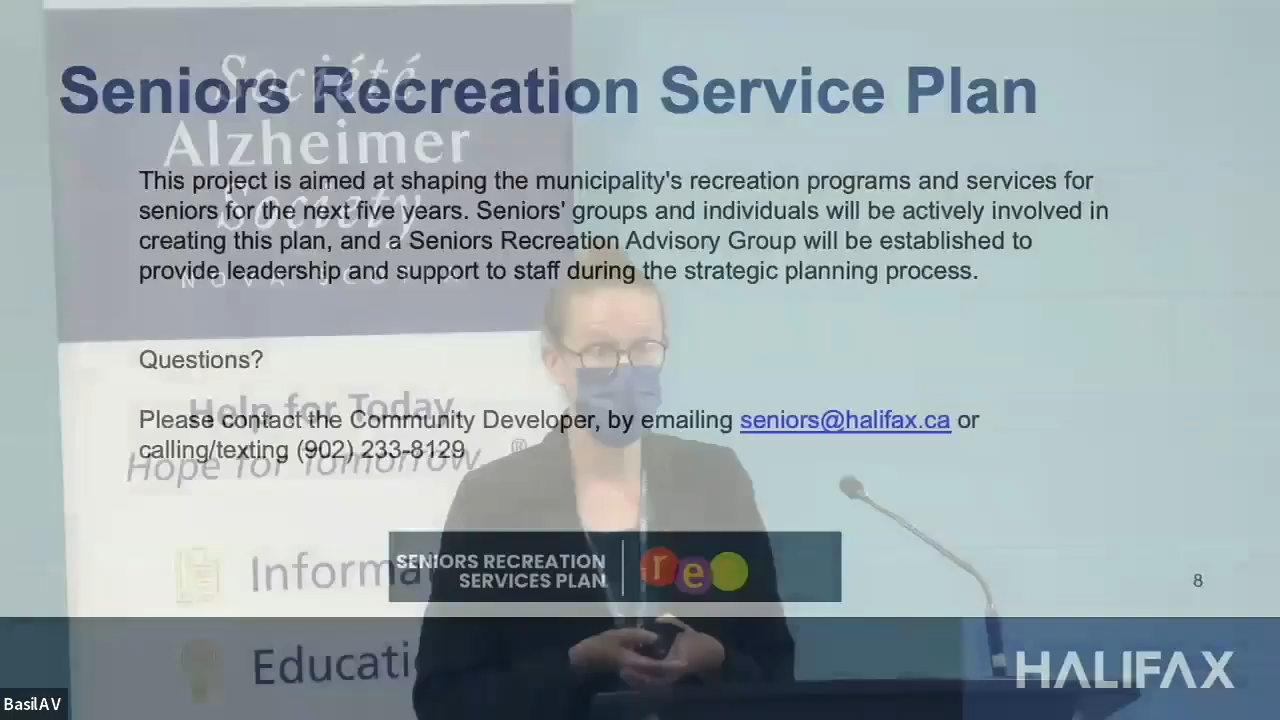 Seniors Recreation Service Plan
Société
Alzheimer
Society
NOVA SCOTIA
This project is aimed at shaping the municipality's recreation programs and services for
seniors for the next five years. Seniors' groups and individuals will be actively involved in
creating this plan, and a Seniors Recreation Advisory Group will be established to
provide leadership and support to staff during the strategic planning process.
Questions?
Help for Today.
Please contact the Community Developer, by emailing seniors@halifax.ca or
calling/texting (902) 233-8129
Hope for Tomorrow...®
Informa
SENIORS RECREATION
SERVICES PLAN
rec
8
Educati
HALIFAX
BasilAV